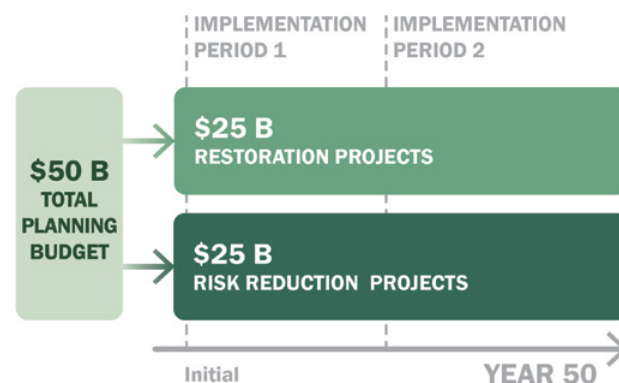 IMPLEMENTATION
PERIOD 1
IMPLEMENTATION
PERIOD 2
$50 B
TOTAL
PLANNING
BUDGET
$25 B
RESTORATION PROJECTS
$25 B
RISK REDUCTION PROJECTS
Initial
YEAR 50